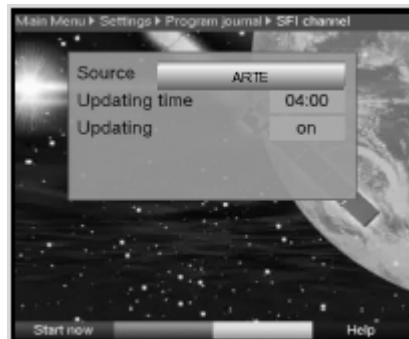 Main Menu ▸ Settings ▸ Program journal ▸ SFI channel
Source ARTE
Updating time 04:00
Updating on
Start now Help